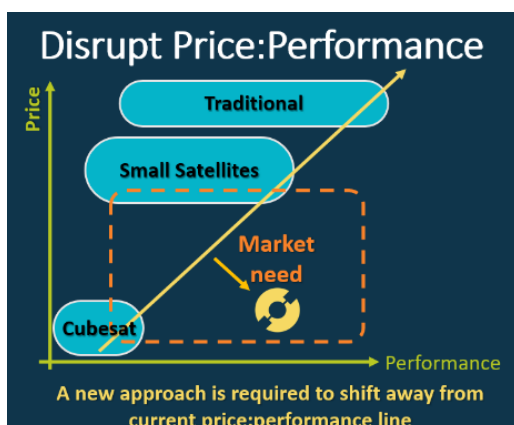 Disrupt Price:Performance
Price
Traditional
Small Satellites
Market
need
Cubesat
Performance
A new approach is required to shift away from
current price:performance line